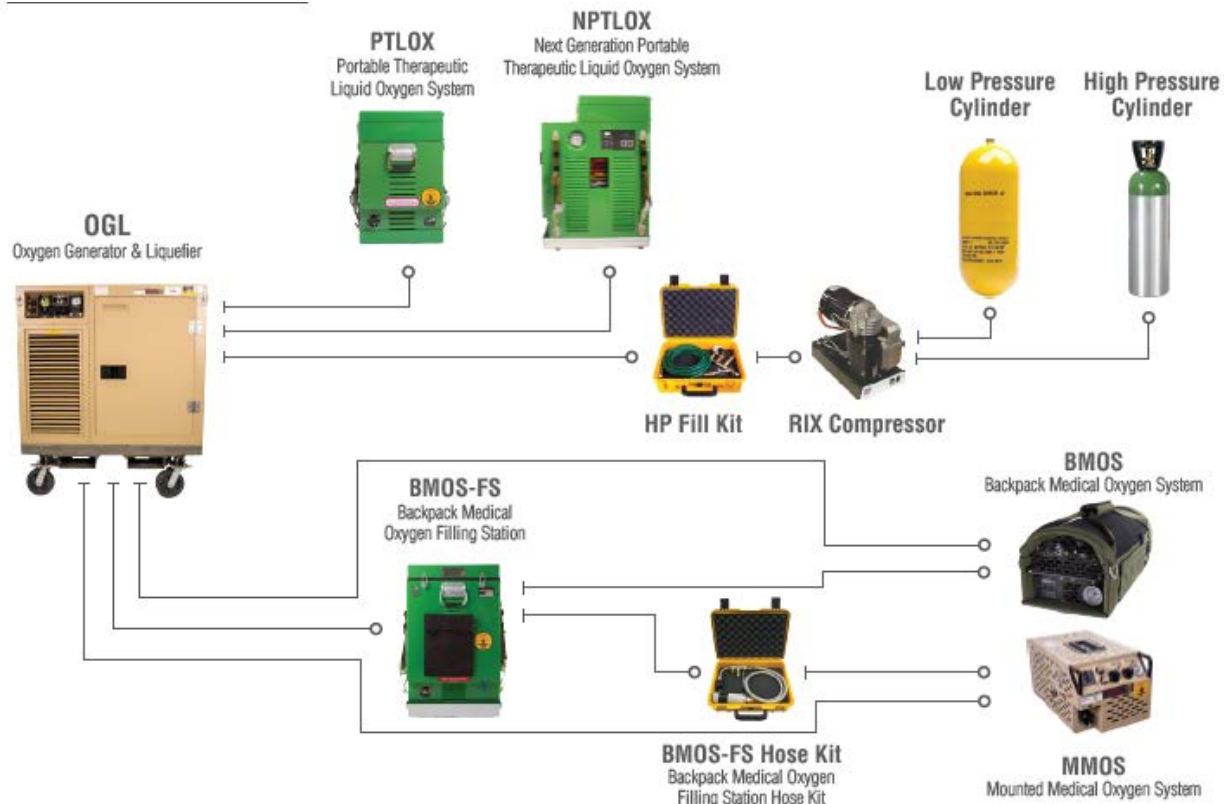 PTLOX
Portable Therapeutic
Liquid Oxygen System
NPTLOX
Next Generation Portable
Therapeutic Liquid Oxygen System
Low Pressure
Cylinder
High Pressure
Cylinder
OGL
Oxygen Generator & Liquefier
HP Fill Kit
RIX Compressor
BMOS-FS
Backpack Medical
Oxygen Filling Station
BMOS
Backpack Medical Oxygen System
BMOS-FS Hose Kit
Backpack Medical Oxygen
Filling Station Hose Kit
MMOS
Mounted Medical Oxygen System